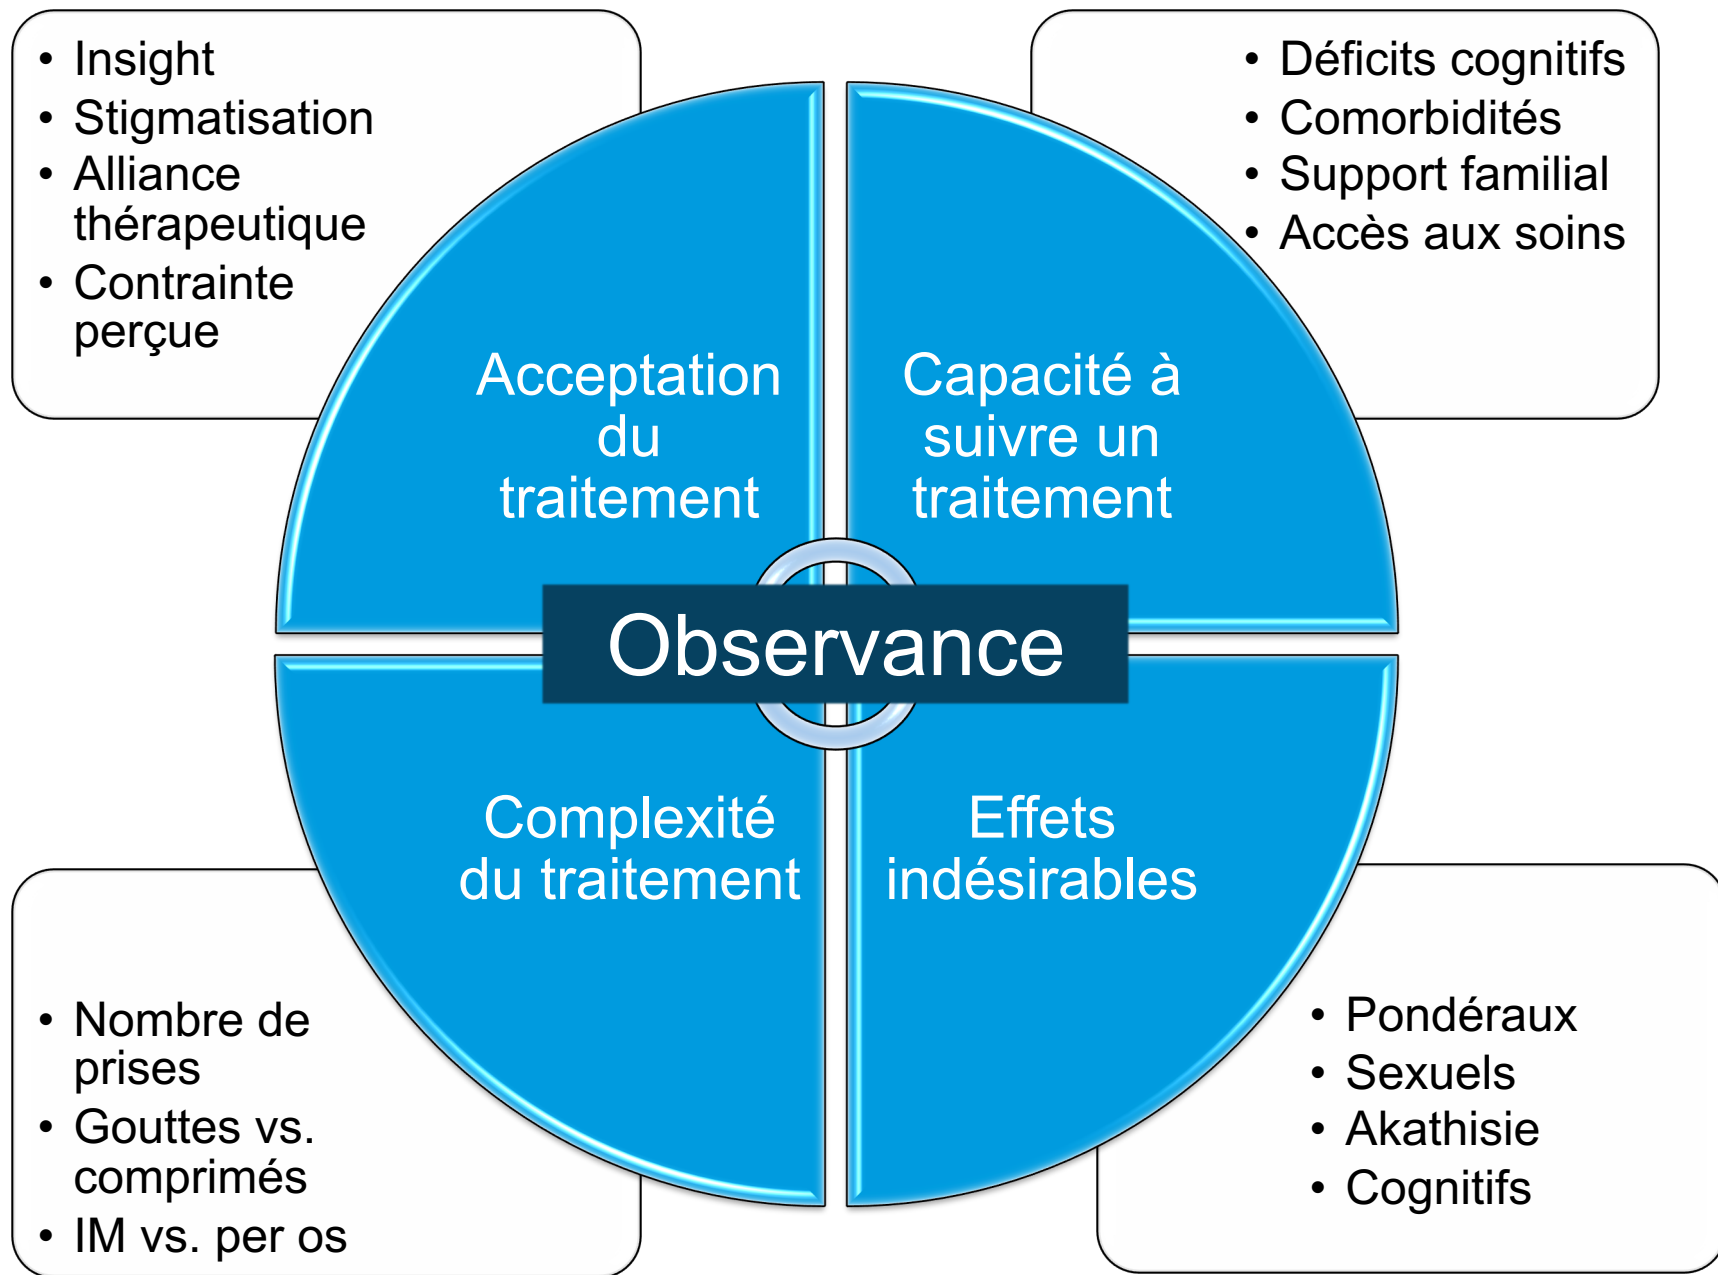 • Insight
• Stigmatisation
• Alliance
thérapeutique
• Contrainte
perçue
• Déficits cognitifs
• Comorbidités
• Support familial
• Accès aux soins
Acceptation
du
traitement
Capacité à
suivre un
traitement
Observance
Complexité
du traitement
Effets
indésirables
• Nombre de
prises
• Gouttes vs.
comprimés
• IM vs. per os
• Pondéraux
• Sexuels
• Akathisie
• Cognitifs